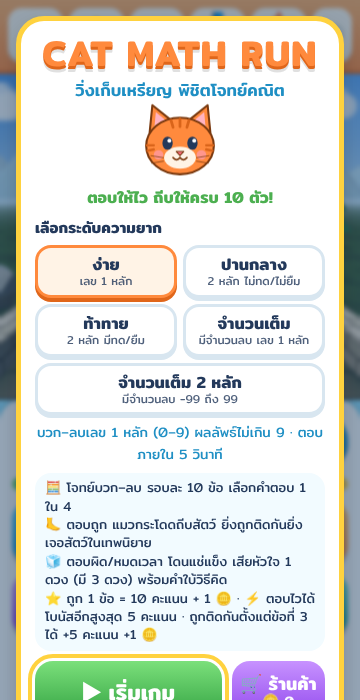 CAT MATH RUN
วิ่งเก็บเหรียญ พิชิตโจทย์คณิต
ตอบให้ไว ถีบให้ครบ 10 ตัว!
เลือกระดับความยาก
ง่าย
เลข 1 หลัก
ปานกลาง
2 หลัก ไม่ทด/ไม่ยืม
ท้าทาย
2 หลัก มีทด/ยืม
จำนวนเต็ม
มีจำนวนลบ เลข 1 หลัก
จำนวนเต็ม 2 หลัก
มีจำนวนลบ -99 ถึง 99
บวก-ลบเลข 1 หลัก (0-9) ผลลัพธ์ไม่เกิน 9 · ตอบ
ภายใน 5 วินาที
🧮 โจทย์บวก-ลบ รอบละ 10 ข้อ เลือกคำตอบ 1
ใน 4
🦶 ตอบถูก แมวกระโดดถีบสัตว์ ยิ่งถูกติดกันยิ่ง
เจอสัตว์ในเทพนิยาย
🧊 ตอบผิด/หมดเวลา โดนแช่แข็ง เสียหัวใจ 1
ดวง (มี 3 ดวง) พร้อมคำใบ้วิธีคิด
⭐ ถูก 1 ข้อ = 10 คะแนน + 1 🪙 · ⚡ ตอบไวได้
โบนัสอีกสูงสุด 5 คะแนน · ถูกติดกันตั้งแต่ข้อที่ 3
ได้ +5 คะแนน +1 🪙
▶ เริ่มเกม
🛒 ร้านค้า